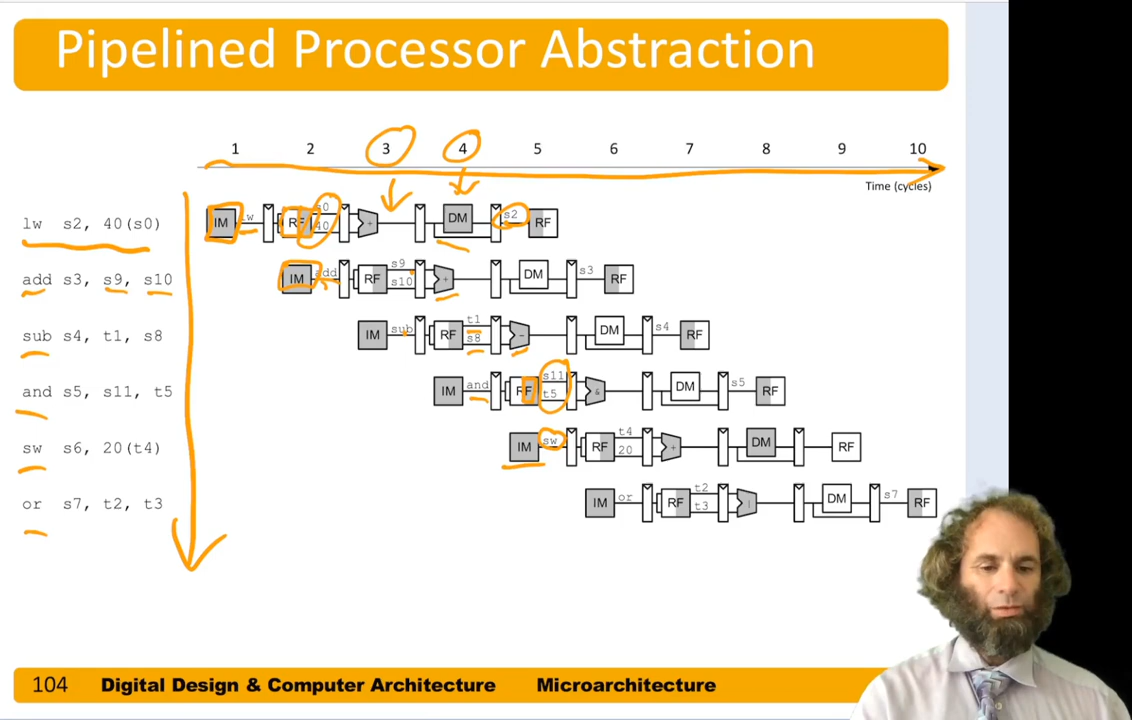 Pipelined Processor Abstraction
1 2 3 4 5 6 7 8 9 10
Time (cycles)
lw s2, 40(s0)
IM lw RF s0 40 + DM s2 RF
add s3, s9, s10
IM add RF s9 s10 + DM s3 RF
sub s4, t1, s8
IM sub RF t1 s8 - DM s4 RF
and s5, s11, t5
IM and RF s11 t5 & DM s5 RF
sw s6, 20(t4)
IM sw RF t4 20 + DM RF
or s7, t2, t3
IM or RF t2 t3 | DM s7 RF
104 Digital Design & Computer Architecture Microarchitecture